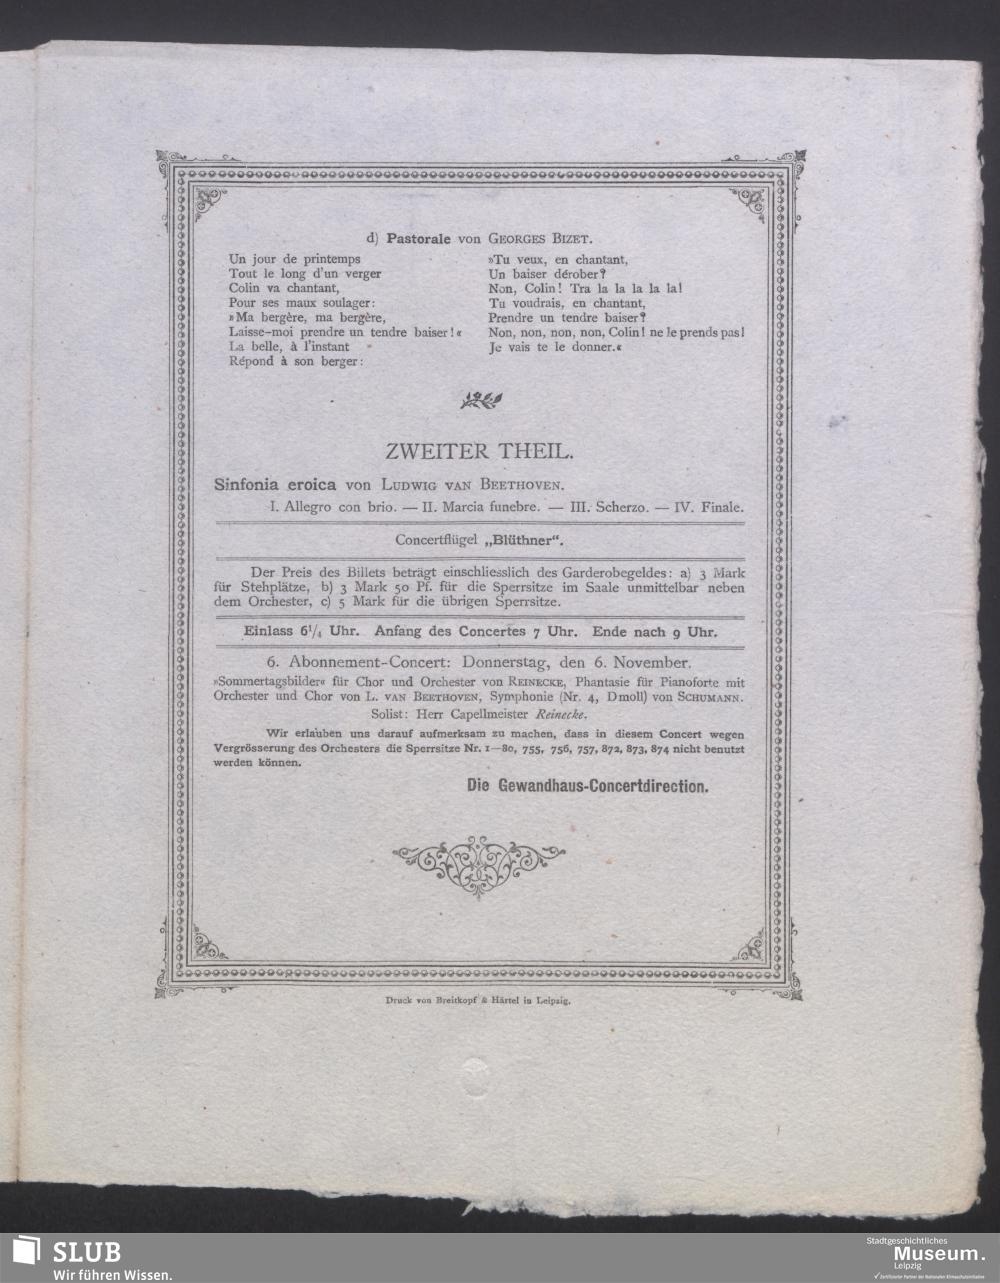 d) Pastorale von GEORGES BIZET.
Un jour de printemps
Tout le long d'un verger
Colin va chantant,
Pour ses maux soulager:
»Ma bergère, ma bergère,
Laisse-moi prendre un tendre baiser!«
La belle, à l'instant
Répond à son berger:
»Tu veux, en chantant,
Un baiser dérober?
Non, Colin! Tra la la la la la!
Tu voudrais, en chantant,
Prendre un tendre baiser?
Non, non, non, non, Colin! ne le prends pas!
Je vais te le donner.«
ZWEITER THEIL.
Sinfonia eroica von LUDWIG VAN BEETHOVEN.
I. Allegro con brio. — II. Marcia funebre. — III. Scherzo. — IV. Finale.
Concertflügel „Blüthner“.
Der Preis des Billets beträgt einschliesslich des Garderobegeldes: a) 3 Mark
für Stehplätze, b) 3 Mark 50 Pf. für die Sperrsitze im Saale unmittelbar neben
dem Orchester, c) 5 Mark für die übrigen Sperrsitze.
Einlass 6¹/₄ Uhr. Anfang des Concertes 7 Uhr. Ende nach 9 Uhr.
6. Abonnement-Concert: Donnerstag, den 6. November.
»Sommertagsbilder« für Chor und Orchester von REINECKE, Phantasie für Pianoforte mit
Orchester und Chor von L. VAN BEETHOVEN, Symphonie (Nr. 4, Dmoll) von SCHUMANN.
Solist: Herr Capellmeister Reinecke.
Wir erlauben uns darauf aufmerksam zu machen, dass in diesem Concert wegen
Vergrösserung des Orchesters die Sperrsitze Nr. 1—80, 755, 756, 757, 872, 873, 874 nicht benutzt
werden können.
Die Gewandhaus-Concertdirection.
Druck von Breitkopf & Härtel in Leipzig.
SLUB
Wir führen Wissen.
Stadtgeschichtliches
Museum.
Leipzig
✓ Zertifizierter Partner der Nationalen Klimaschutzinitiative